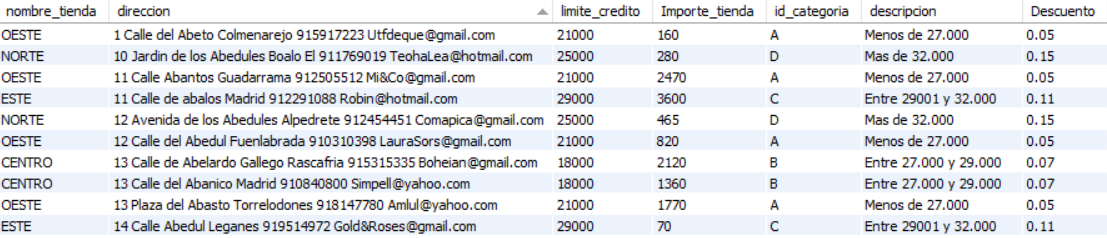 nombre_tienda direccion limite_credito Importe_tienda id_categoria descripcion Descuento
OESTE 1 Calle del Abeto Colmenarejo 915917223 Utfdeque@gmail.com 21000 160 A Menos de 27.000 0.05
NORTE 10 Jardin de los Abedules Boalo El 911769019 TeohaLea@hotmail.com 25000 280 D Mas de 32.000 0.15
OESTE 11 Calle Abantos Guadarrama 912505512 Mi&Co@gmail.com 21000 2470 A Menos de 27.000 0.05
ESTE 11 Calle de abalos Madrid 912291088 Robin@hotmail.com 29000 3600 C Entre 29001 y 32.000 0.11
NORTE 12 Avenida de los Abedules Alpedrete 912454451 Comapica@gmail.com 25000 465 D Mas de 32.000 0.15
OESTE 12 Calle del Abedul Fuenlabrada 910310398 LauraSors@gmail.com 21000 820 A Menos de 27.000 0.05
CENTRO 13 Calle de Abelardo Gallego Rascafria 915315335 Boheian@gmail.com 18000 2120 B Entre 27.000 y 29.000 0.07
CENTRO 13 Calle del Abanico Madrid 910840800 Simpell@yahoo.com 18000 1360 B Entre 27.000 y 29.000 0.07
OESTE 13 Plaza del Abasto Torrelodones 918147780 Amlul@yahoo.com 21000 1770 A Menos de 27.000 0.05
ESTE 14 Calle Abedul Leganes 919514972 Gold&Roses@gmail.com 29000 70 C Entre 29001 y 32.000 0.11